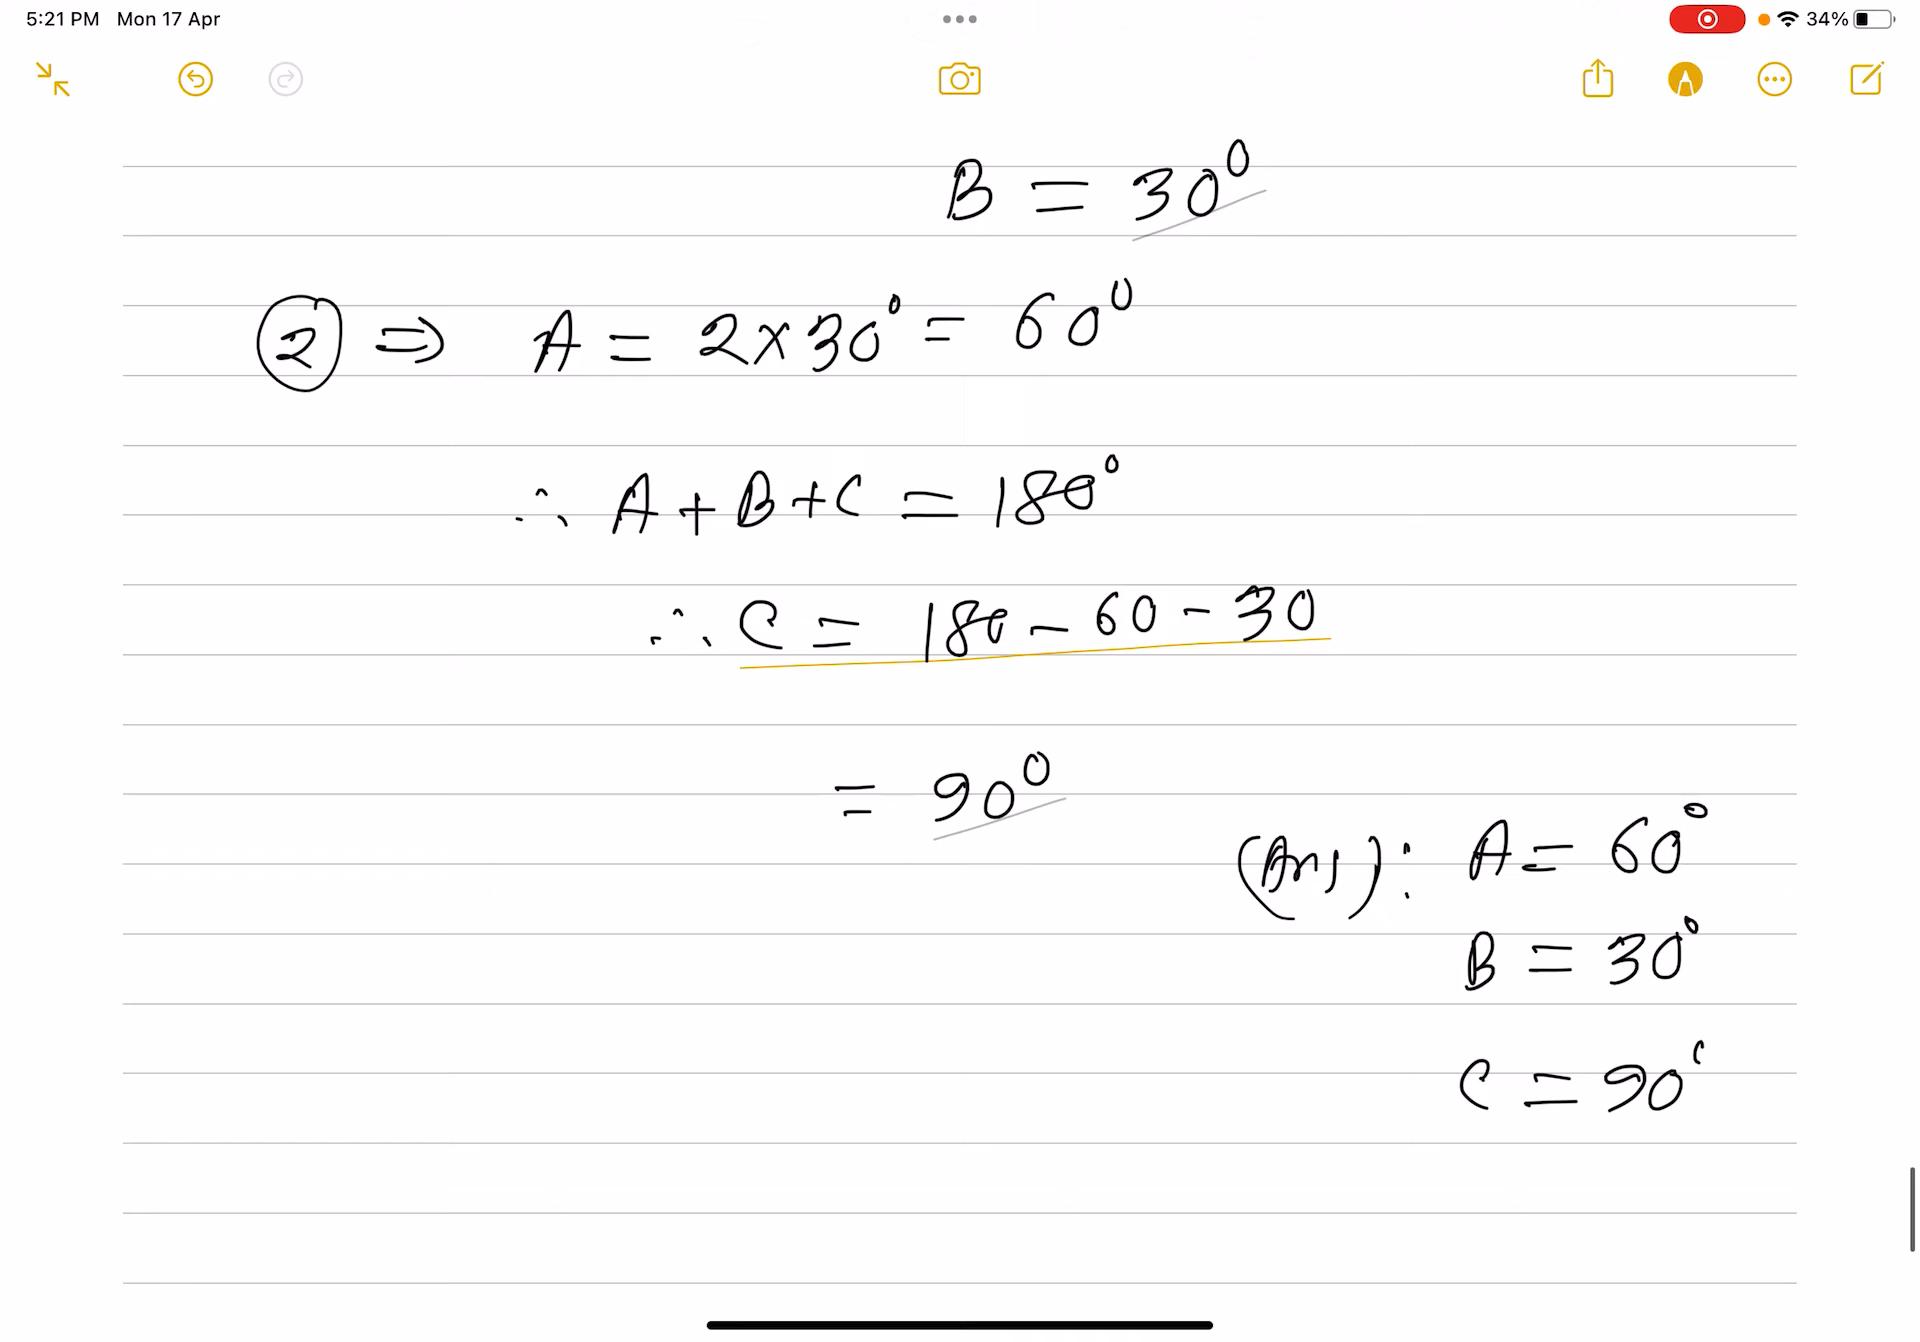 5:21 PM Mon 17 Apr
34%
B = 30⁰
② ⇒ A = 2×30° = 60⁰
∴ A + B + C = 180°
∴ C = 180 - 60 - 30
= 90⁰
(Ans): A = 60°
B = 30°
C = 90°